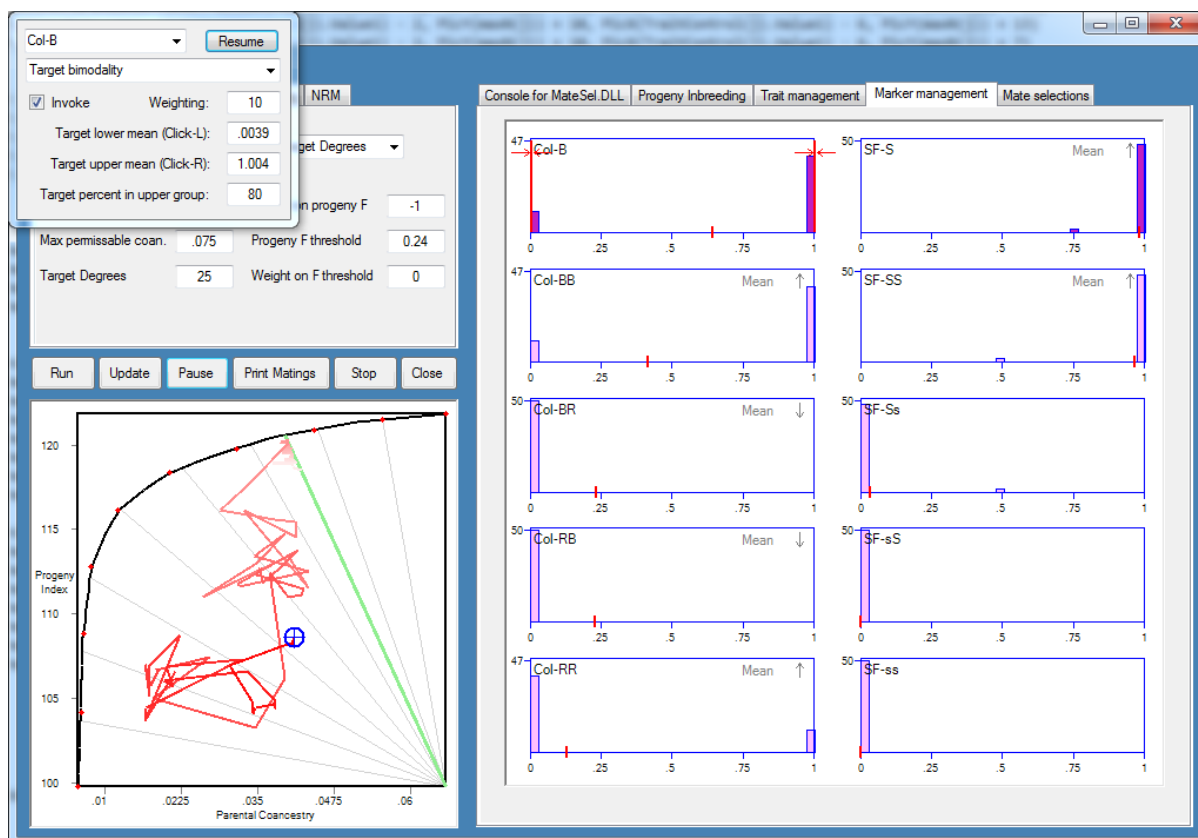 Col-B Resume
Target bimodality
Invoke Weighting: 10
Target lower mean (Click-L): .0039
Target upper mean (Click-R): 1.004
Target percent in upper group: 80
NRM
get Degrees
on progeny F -1
Max permissable coan. .075 Progeny F threshold 0.24
Target Degrees 25 Weight on F threshold 0
Run Update Pause Print Matings Stop Close
120
115
Progeny
Index
110
105
100
.01 .0225 .035 .0475 .06
Parental Coancestry
Console for MateSel.DLL Progeny Inbreeding Trait management Marker management Mate selections
47 Col-B
0 .25 .5 .75 1
50 SF-S Mean ↑
0 .25 .5 .75 1
47 Col-BB Mean ↑
0 .25 .5 .75 1
50 SF-SS Mean ↑
0 .25 .5 .75 1
50 Col-BR Mean ↓
0 .25 .5 .75 1
50 SF-Ss
0 .25 .5 .75 1
50 Col-RB Mean ↓
0 .25 .5 .75 1
50 SF-sS
0 .25 .5 .75 1
47 Col-RR Mean ↑
0 .25 .5 .75 1
50 SF-ss
0 .25 .5 .75 1